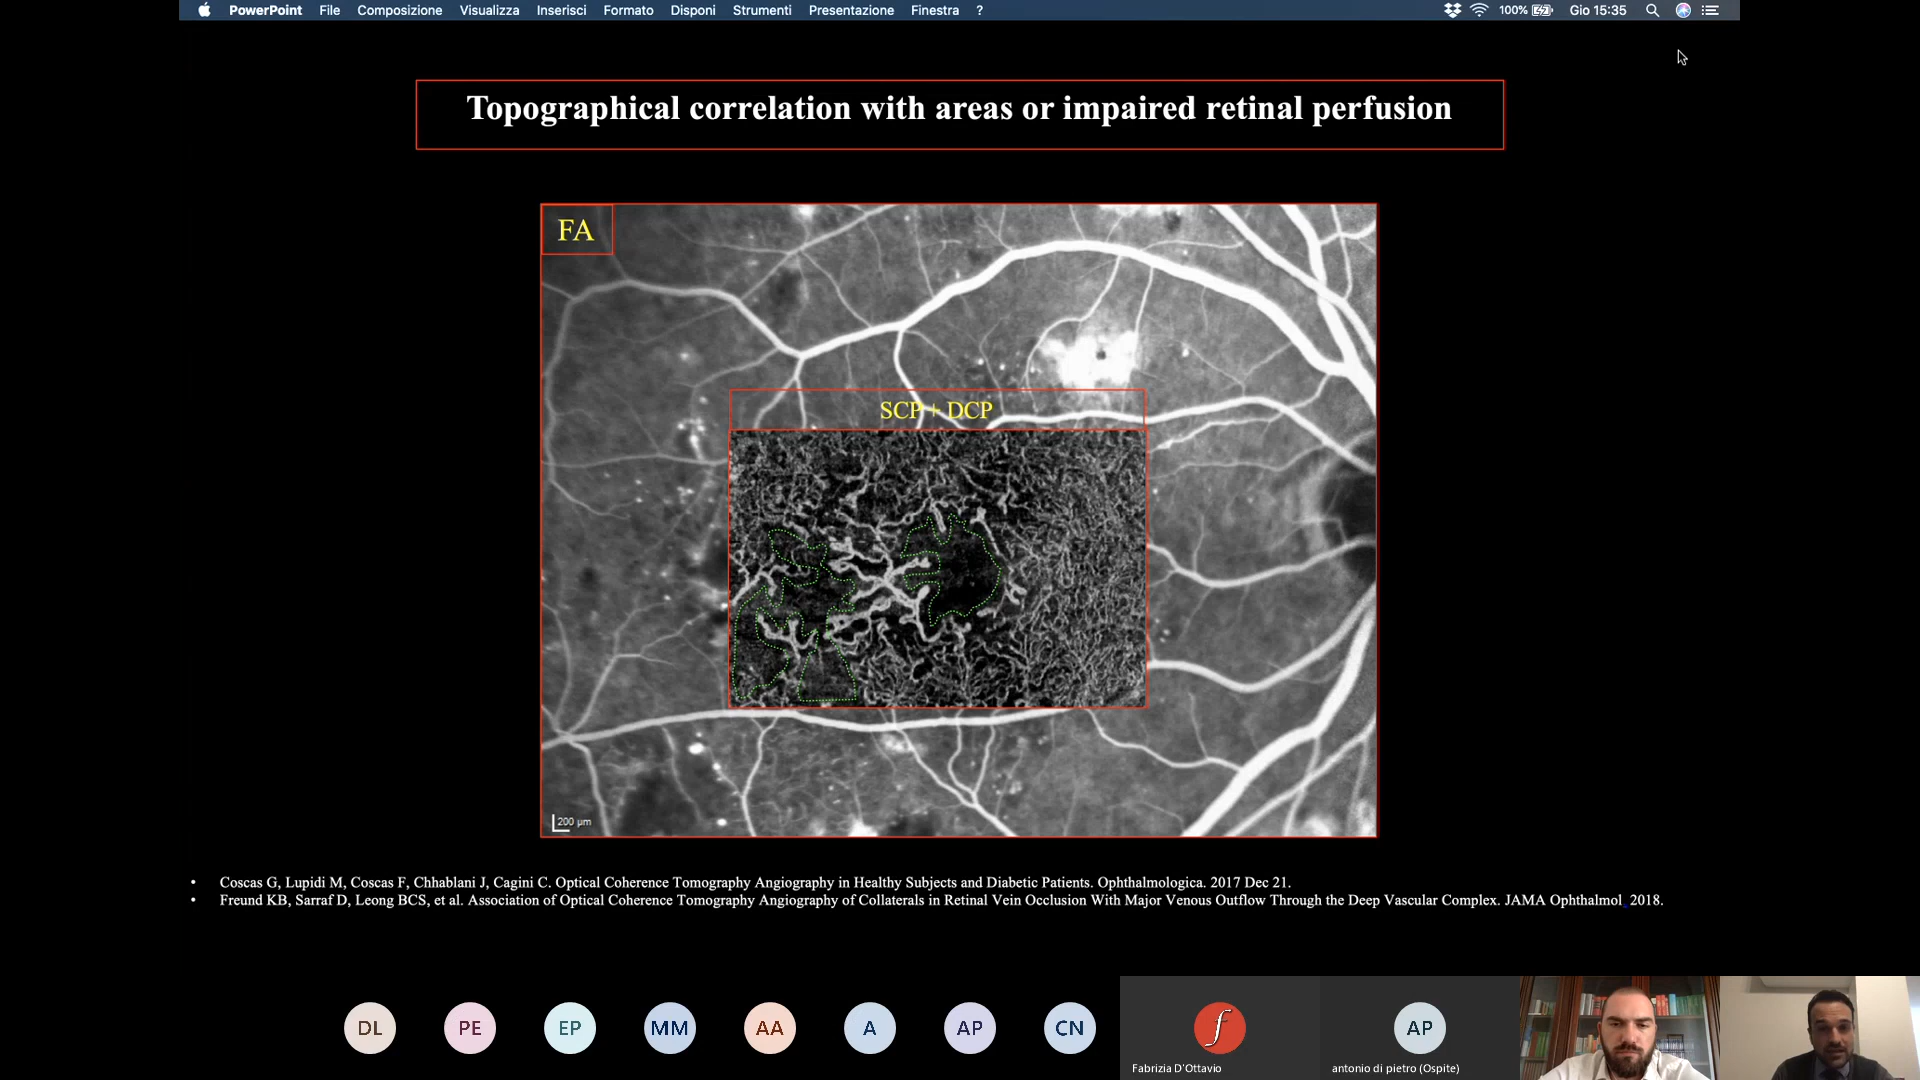 PowerPoint File Composizione Visualizza Inserisci Formato Disponi Strumenti Presentazione Finestra ? 100% Gio 15:35
Topographical correlation with areas or impaired retinal perfusion
FA
SCP + DCP
200 µm
• Coscas G, Lupidi M, Coscas F, Chhablani J, Cagini C. Optical Coherence Tomography Angiography in Healthy Subjects and Diabetic Patients. Ophthalmologica. 2017 Dec 21.
• Freund KB, Sarraf D, Leong BCS, et al. Association of Optical Coherence Tomography Angiography of Collaterals in Retinal Vein Occlusion With Major Venous Outflow Through the Deep Vascular Complex. JAMA Ophthalmol 2018.
DL PE EP MM AA A AP CN f AP
Fabrizia D'Ottavio antonio di pietro (Ospite)